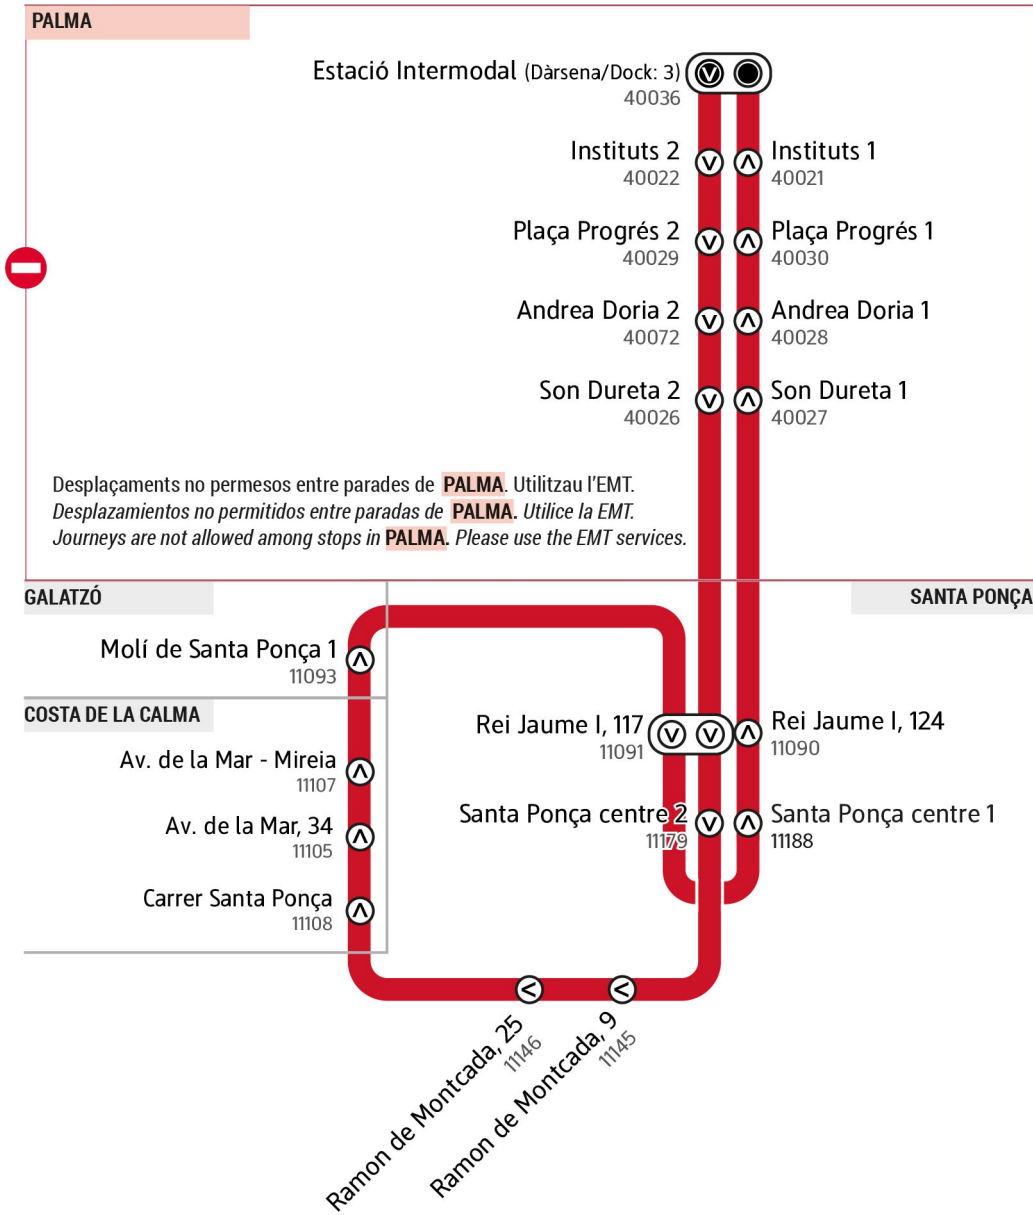 PALMA
Estació Intermodal (Dàrsena/Dock: 3)
40036
Instituts 2
40022
Instituts 1
40021
Plaça Progrés 2
40029
Plaça Progrés 1
40030
Andrea Doria 2
40072
Andrea Doria 1
40028
Son Dureta 2
40026
Son Dureta 1
40027
Desplaçaments no permesos entre parades de PALMA. Utilitzau l'EMT.
Desplazamientos no permitidos entre paradas de PALMA. Utilice la EMT.
Journeys are not allowed among stops in PALMA. Please use the EMT services.
GALATZÓ
SANTA PONÇA
Molí de Santa Ponça 1
11093
COSTA DE LA CALMA
Av. de la Mar - Mireia
11107
Av. de la Mar, 34
11105
Carrer Santa Ponça
11108
Rei Jaume I, 117
11091
Rei Jaume I, 124
11090
Santa Ponça centre 2
11179
Santa Ponça centre 1
11188
Ramon de Montcada, 25
11146
Ramon de Montcada, 9
11145